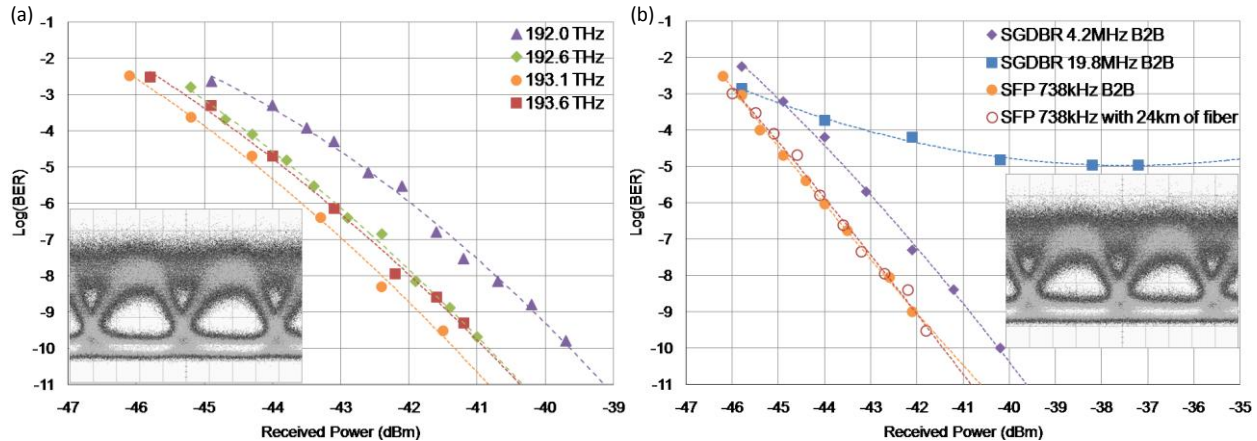 (a)
-1
-2
-3
-4
-5
-6
-7
-8
-9
-10
-11
Log(BER)
192.0 THz
192.6 THz
193.1 THz
193.6 THz
-47 -46 -45 -44 -43 -42 -41 -40 -39
Received Power (dBm)
(b)
-1
-2
-3
-4
-5
-6
-7
-8
-9
-10
-11
Log(BER)
SGDBR 4.2MHz B2B
SGDBR 19.8MHz B2B
SFP 738kHz B2B
SFP 738kHz with 24km of fiber
-47 -46 -45 -44 -43 -42 -41 -40 -39 -38 -37 -36 -35
Received Power (dBm)